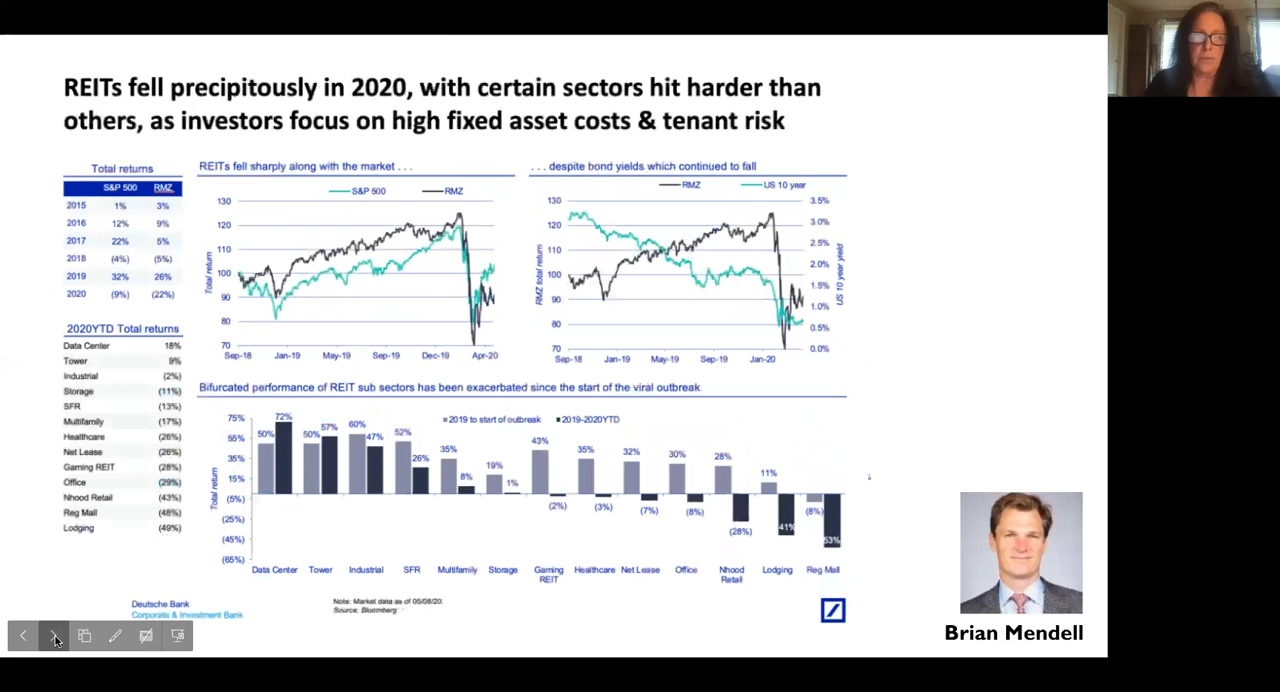 REITs fell precipitously in 2020, with certain sectors hit harder than
others, as investors focus on high fixed asset costs & tenant risk
Total returns
S&P 500 RMZ
2015 1% 3%
2016 12% 9%
2017 22% 5%
2018 (4%) (5%)
2019 32% 26%
2020 (9%) (22%)
2020YTD Total returns
Data Center 18%
Tower 9%
Industrial (2%)
Storage (11%)
SFR (13%)
Multifamily (17%)
Healthcare (26%)
Net Lease (26%)
Gaming REIT (28%)
Office (29%)
Nhood Retail (43%)
Reg Mall (48%)
Lodging (49%)
REITs fell sharply along with the market . . .
S&P 500 RMZ
Total return
130
120
110
100
90
80
70
Sep-18 Jan-19 May-19 Sep-19 Dec-19 Apr-20
. . . despite bond yields which continued to fall
RMZ US 10 year
RMZ total return
130
120
110
100
90
80
70
3.5%
3.0%
2.5%
2.0%
1.5%
1.0%
0.5%
0.0%
US 10 year yield
Sep-18 Jan-19 May-19 Sep-19 Jan-20
Bifurcated performance of REIT sub sectors has been exacerbated since the start of the viral outbreak
2019 to start of outbreak 2019-2020YTD
Total return
75%
55%
35%
15%
(5%)
(25%)
(45%)
(65%)
50% 72% 50% 57% 60% 47% 52% 26% 35% 8% 19% 1% 43% (2%) 35% (3%) 32% (7%) 30% (8%) 28% (28%) 11% 41% (8%) 53%
Data Center Tower Industrial SFR Multifamily Storage Gaming REIT Healthcare Net Lease Office Nhood Retail Lodging Reg Mall
Deutsche Bank
Corporate & Investment Bank
Note: Market data as of 05/08/20.
Source: Bloomberg
Brian Mendell